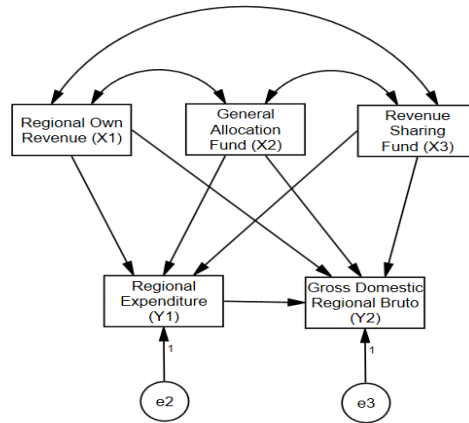 Regional Own
Revenue (X1)
General
Allocation
Fund (X2)
Revenue
Sharing
Fund (X3)
Regional
Expenditure
(Y1)
Gross Domestic
Regional Bruto
(Y2)
1
1
e2
e3